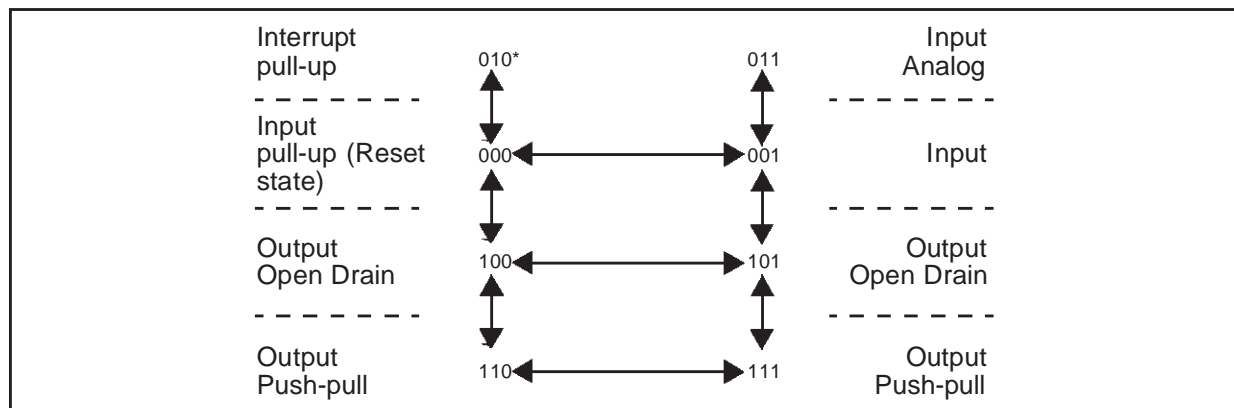 Interrupt
pull-up
010*
011
Input
Analog
Input
pull-up (Reset
state)
000
001
Input
Output
Open Drain
100
101
Output
Open Drain
Output
Push-pull
110
111
Output
Push-pull